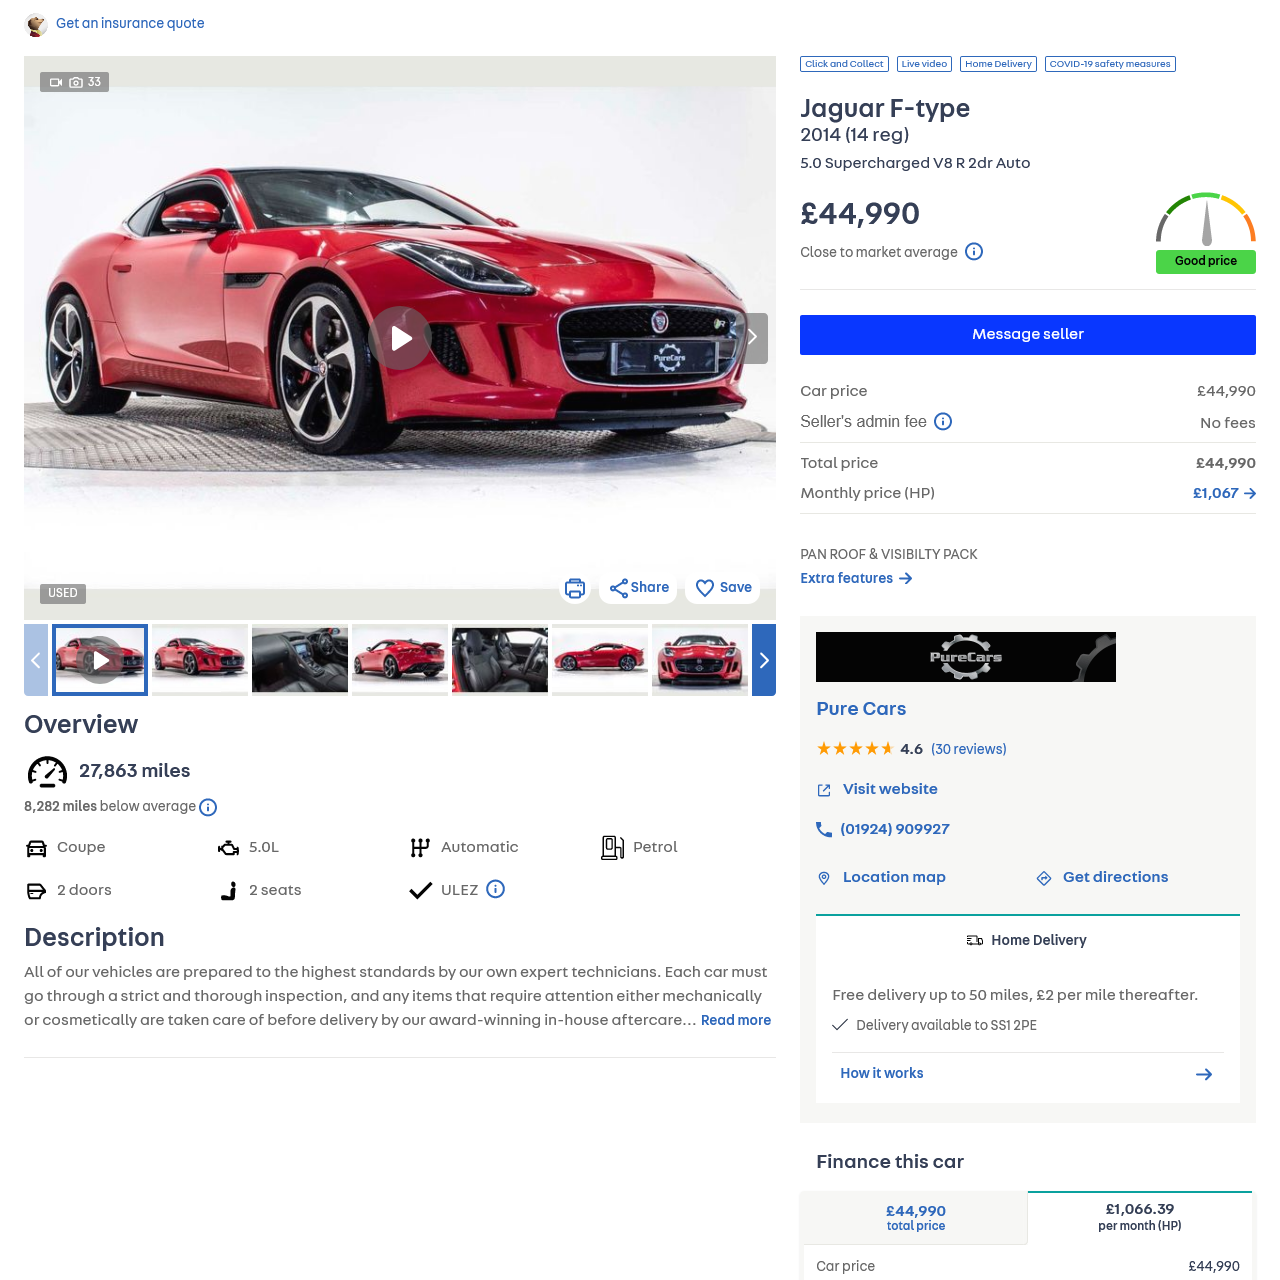 Get an insurance quote
33
PureCars
USED
Share
Save
Overview
27,863 miles
8,282 miles below average
Coupe
5.0L
Automatic
Petrol
2 doors
2 seats
ULEZ
Description
All of our vehicles are prepared to the highest standards by our own expert technicians. Each car must
go through a strict and thorough inspection, and any items that require attention either mechanically
or cosmetically are taken care of before delivery by our award-winning in-house aftercare... Read more
Click and Collect
Live video
Home Delivery
COVID-19 safety measures
Jaguar F-type
2014 (14 reg)
5.0 Supercharged V8 R 2dr Auto
£44,990
Close to market average
Good price
Message seller
Car price £44,990
Seller's admin fee No fees
Total price £44,990
Monthly price (HP) £1,067
PAN ROOF & VISIBILTY PACK
Extra features
PureCars
Pure Cars
4.6 (30 reviews)
Visit website
(01924) 909927
Location map
Get directions
Home Delivery
Free delivery up to 50 miles, £2 per mile thereafter.
Delivery available to SS1 2PE
How it works
Finance this car
£44,990
total price
£1,066.39
per month (HP)
Car price £44,990